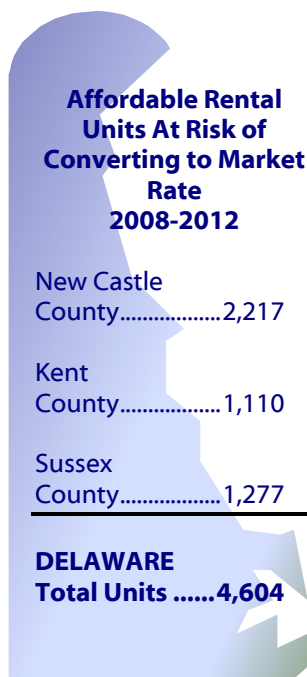 Affordable Rental
Units At Risk of
Converting to Market
Rate
2008-2012
New Castle
County..................2,217
Kent
County..................1,110
Sussex
County..................1,277
DELAWARE
Total Units ......4,604